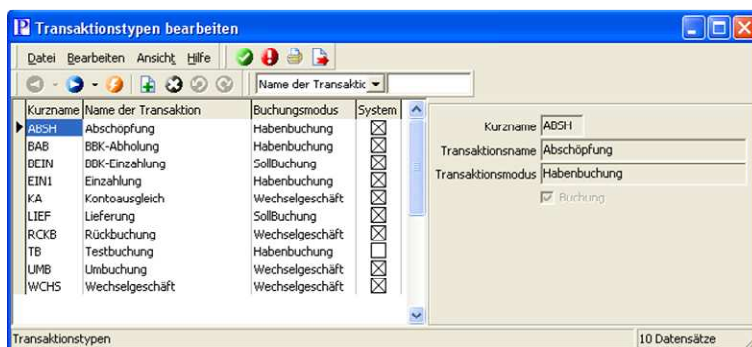 P Transaktionstypen bearbeiten
Datei Bearbeiten Ansicht Hilfe
Name der Transaktic
Kurzname Name der Transaktion Buchungsmodus System
ABSH Abschöpfung Habenbuchung
BAB BBK-Abholung Habenbuchung
BEIN BBK-Einzahlung SollBuchung
EIN1 Einzahlung Habenbuchung
KA Kontoausgleich Wechselgeschäft
LIEF Lieferung SollBuchung
RCKB Rückbuchung Wechselgeschäft
TB Testbuchung Habenbuchung
UMB Umbuchung Wechselgeschäft
WCHS Wechselgeschäft Wechselgeschäft
Kurzname ABSH
Transaktionsname Abschöpfung
Transaktionsmodus Habenbuchung
Buchung
Transaktionstypen 10 Datensätze